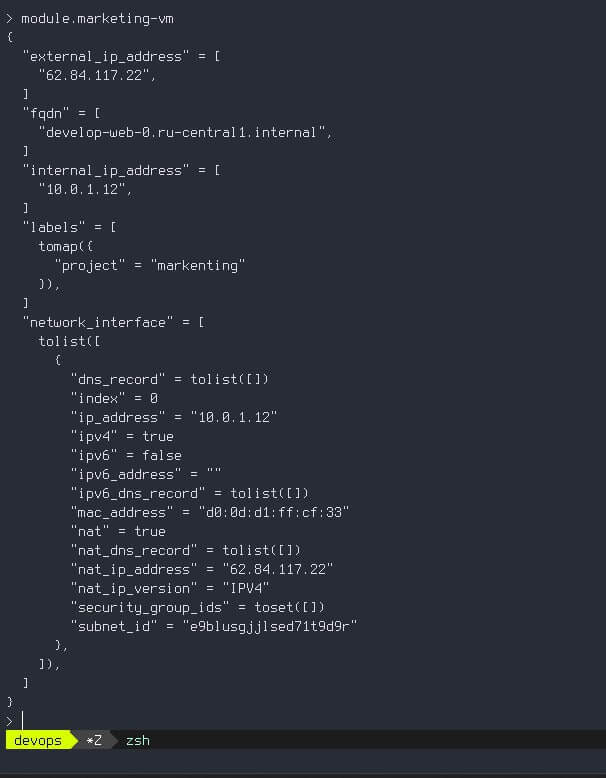 > module.marketing-vm
{
  "external_ip_address" = [
    "62.84.117.22",
  ]
  "fqdn" = [
    "develop-web-0.ru-central1.internal",
  ]
  "internal_ip_address" = [
    "10.0.1.12",
  ]
  "labels" = [
    tomap({
      "project" = "markenting"
    }),
  ]
  "network_interface" = [
    tolist([
      {
        "dns_record" = tolist([])
        "index" = 0
        "ip_address" = "10.0.1.12"
        "ipv4" = true
        "ipv6" = false
        "ipv6_address" = ""
        "ipv6_dns_record" = tolist([])
        "mac_address" = "d0:0d:d1:ff:cf:33"
        "nat" = true
        "nat_dns_record" = tolist([])
        "nat_ip_address" = "62.84.117.22"
        "nat_ip_version" = "IPV4"
        "security_group_ids" = toset([])
        "subnet_id" = "e9blusgjjlsed71t9d9r"
      },
    ]),
  ]
}
>
devops *Z zsh